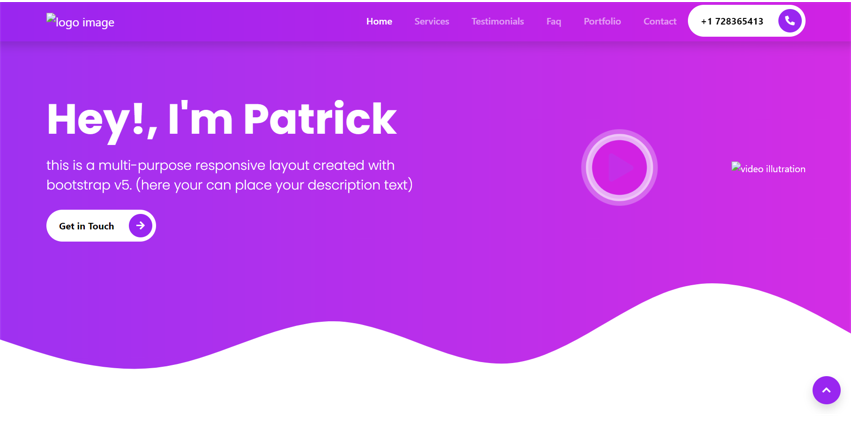 logo image
Home Services Testimonials Faq Portfolio Contact +1 728365413
Hey!, I'm Patrick
this is a multi-purpose responsive layout created with
bootstrap v5. (here your can place your description text)
video illutration
Get in Touch